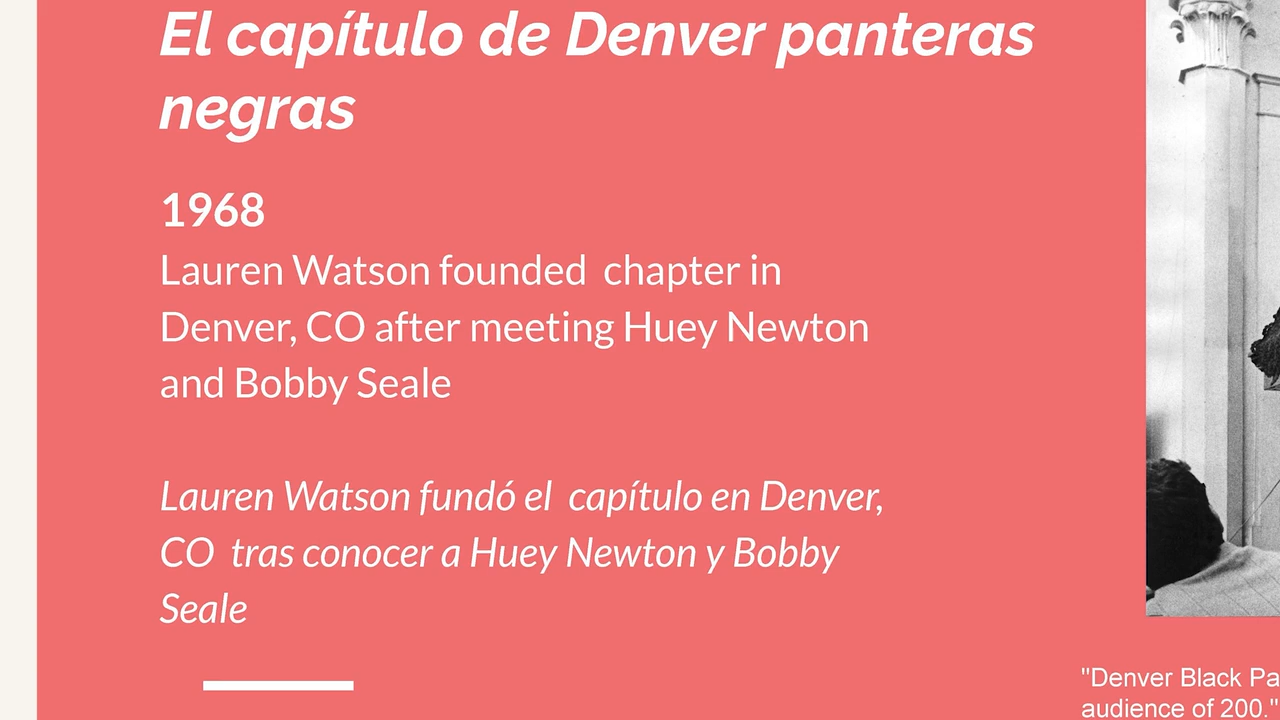 El capítulo de Denver panteras
negras
1968
Lauren Watson founded  chapter in
Denver, CO after meeting Huey Newton
and Bobby Seale
Lauren Watson fundó el  capítulo en Denver,
CO  tras conocer a Huey Newton y Bobby
Seale
"Denver Black Pa
audience of 200."